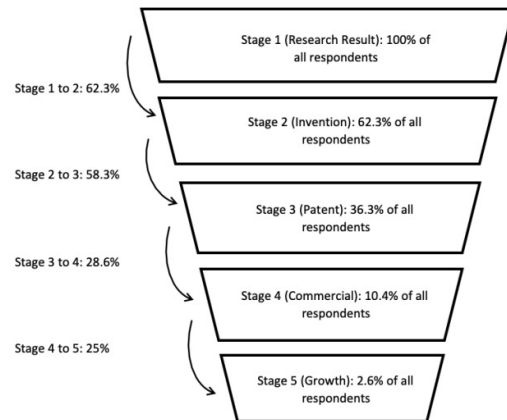 Stage 1 (Research Result): 100% of
all respondents
Stage 1 to 2: 62.3%
Stage 2 (Invention): 62.3% of all
respondents
Stage 2 to 3: 58.3%
Stage 3 (Patent): 36.3% of all
respondents
Stage 3 to 4: 28.6%
Stage 4 (Commercial): 10.4% of all
respondents
Stage 4 to 5: 25%
Stage 5 (Growth): 2.6% of all
respondents